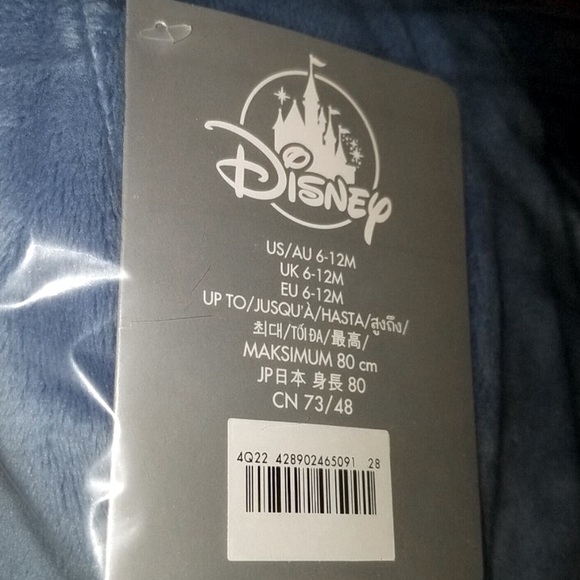 Disney
US/AU 6-12M
UK 6-12M
EU 6-12M
UP TO/JUSQU'À/HASTA/สูงถึง/
최대/TỐI ĐA/最高/
MAKSIMUM 80 cm
JP日本 身長 80
CN 73/48
4Q22 428902465091 28